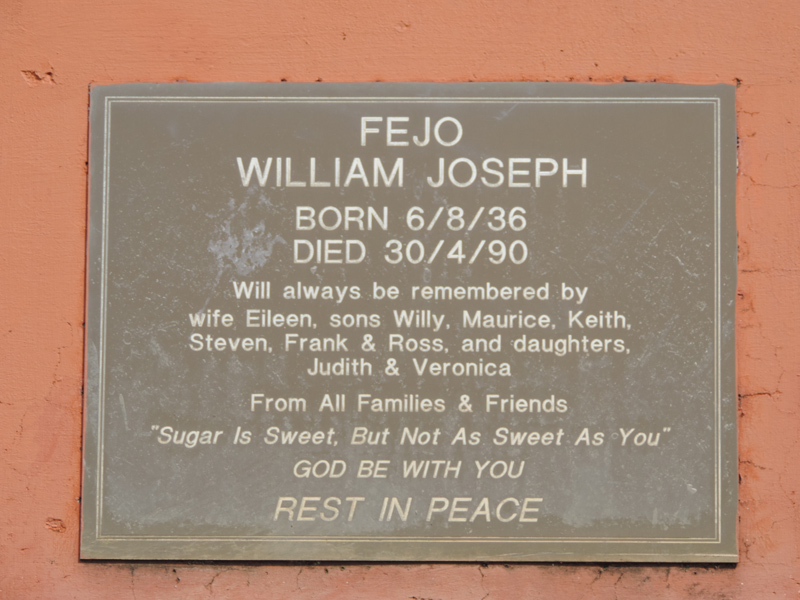 FEJO
WILLIAM JOSEPH
BORN 6/8/36
DIED 30/4/90
Will always be remembered by
wife Eileen, sons Willy, Maurice, Keith,
Steven, Frank & Ross, and daughters,
Judith & Veronica
From All Families & Friends
"Sugar Is Sweet, But Not As Sweet As You"
GOD BE WITH YOU
REST IN PEACE